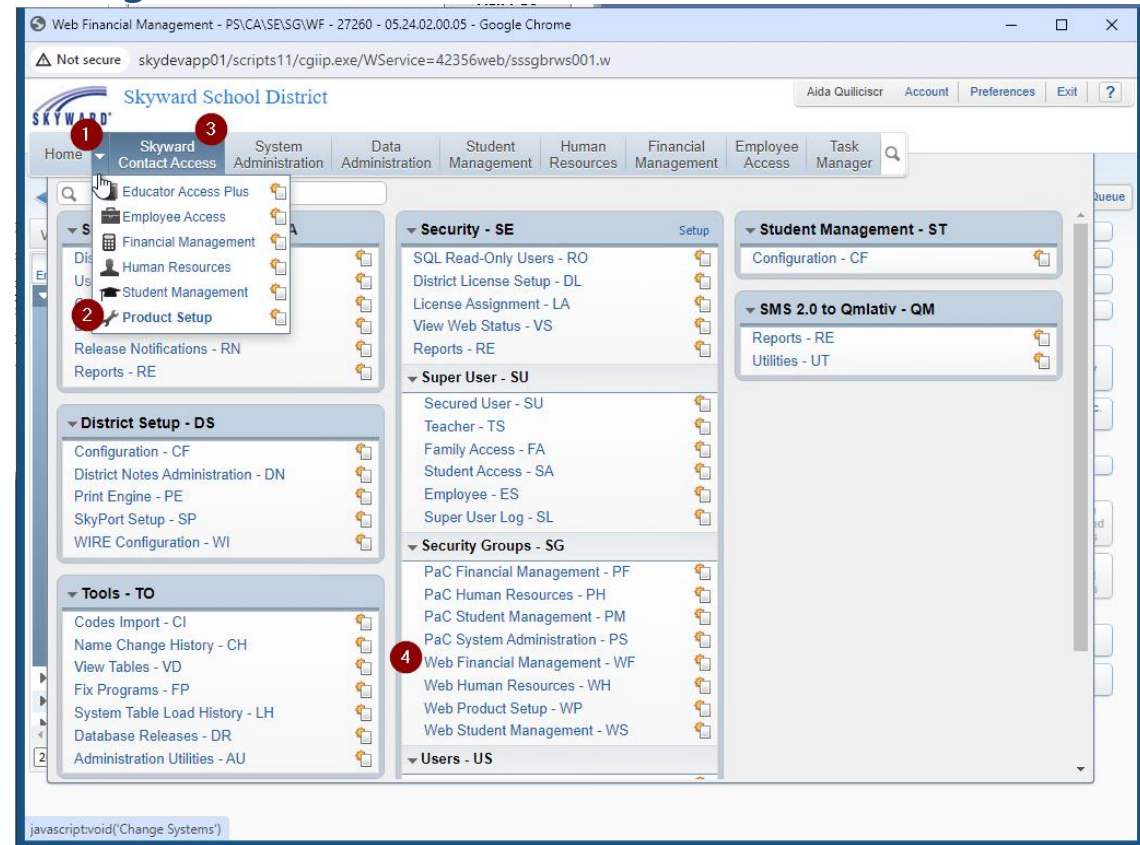 Web Financial Management - PS\CA\SE\SG\WF - 27260 - 05.24.02.00.05 - Google Chrome
Not secure skydevapp01/scripts11/cgiip.exe/WService=42356web/sssgbrws001.w
SKYWARD
Skyward School District
Aida Quiliciscr Account Preferences Exit ?
1
3
Home
Skyward Contact Access
System Administration
Data Administration
Student Management
Human Resources
Financial Management
Employee Access
Task Manager
Queue
Educator Access Plus
Employee Access
Financial Management
Human Resources
Student Management
2 Product Setup
Release Notifications - RN
Reports - RE
District Setup - DS
Configuration - CF
District Notes Administration - DN
Print Engine - PE
SkyPort Setup - SP
WIRE Configuration - WI
Tools - TO
Codes Import - CI
Name Change History - CH
View Tables - VD
Fix Programs - FP
System Table Load History - LH
Database Releases - DR
Administration Utilities - AU
Security - SE Setup
SQL Read-Only Users - RO
District License Setup - DL
License Assignment - LA
View Web Status - VS
Reports - RE
Super User - SU
Secured User - SU
Teacher - TS
Family Access - FA
Student Access - SA
Employee - ES
Super User Log - SL
Security Groups - SG
PaC Financial Management - PF
PaC Human Resources - PH
PaC Student Management - PM
PaC System Administration - PS
4 Web Financial Management - WF
Web Human Resources - WH
Web Product Setup - WP
Web Student Management - WS
Users - US
Student Management - ST
Configuration - CF
SMS 2.0 to Qmlativ - QM
Reports - RE
Utilities - UT
javascript:void('Change Systems')